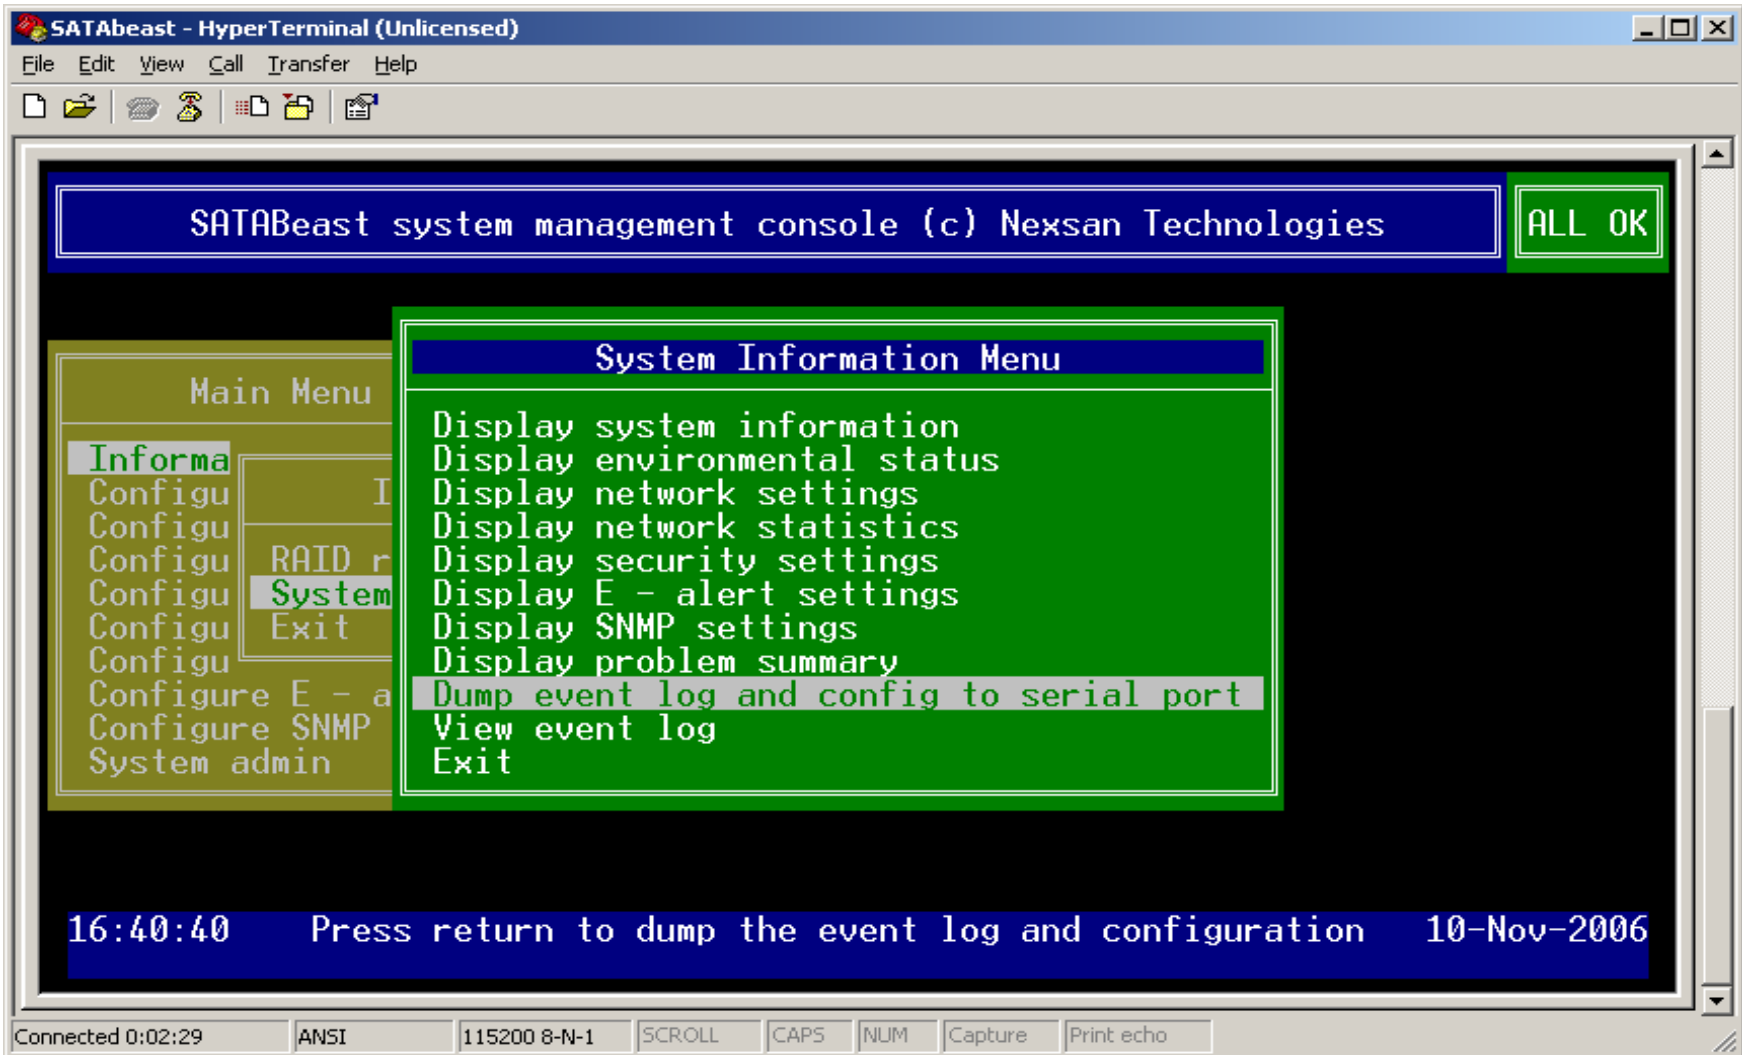 SATAbeast - HyperTerminal (Unlicensed)
File Edit View Call Transfer Help
SATABeast system management console (c) Nexsan Technologies
ALL OK
System Information Menu
Display system information
Display environmental status
Display network settings
Display network statistics
Display security settings
Display E - alert settings
Display SNMP settings
Display problem summary
Dump event log and config to serial port
View event log
Exit
Main Menu
Informa
Configu
Configu
Configu
Configu
Configu
Configu
Configure E - a
Configure SNMP
System admin
I
RAID r
System
Exit
16:40:40 Press return to dump the event log and configuration 10-Nov-2006
Connected 0:02:29 ANSI 115200 8-N-1 SCROLL CAPS NUM Capture Print echo